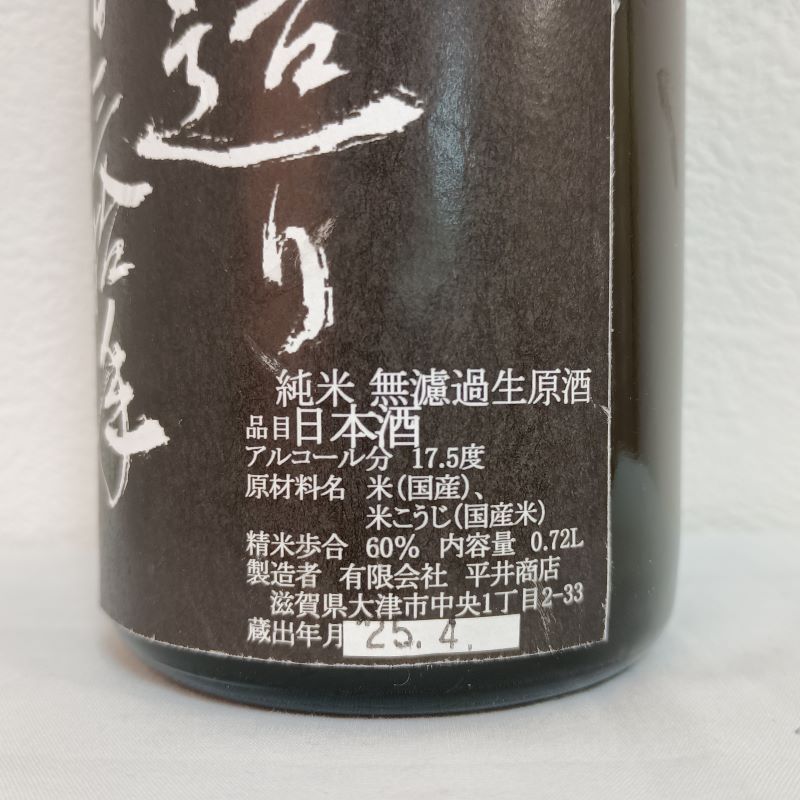 造り
純米 無濾過生原酒
品目日本酒
アルコール分 17.5度
原材料名 米(国産)、
米こうじ(国産米)
精米歩合 60% 内容量 0.72L
製造者 有限会社 平井商店
滋賀県大津市中央1丁目2-33
蔵出年月 25.4.